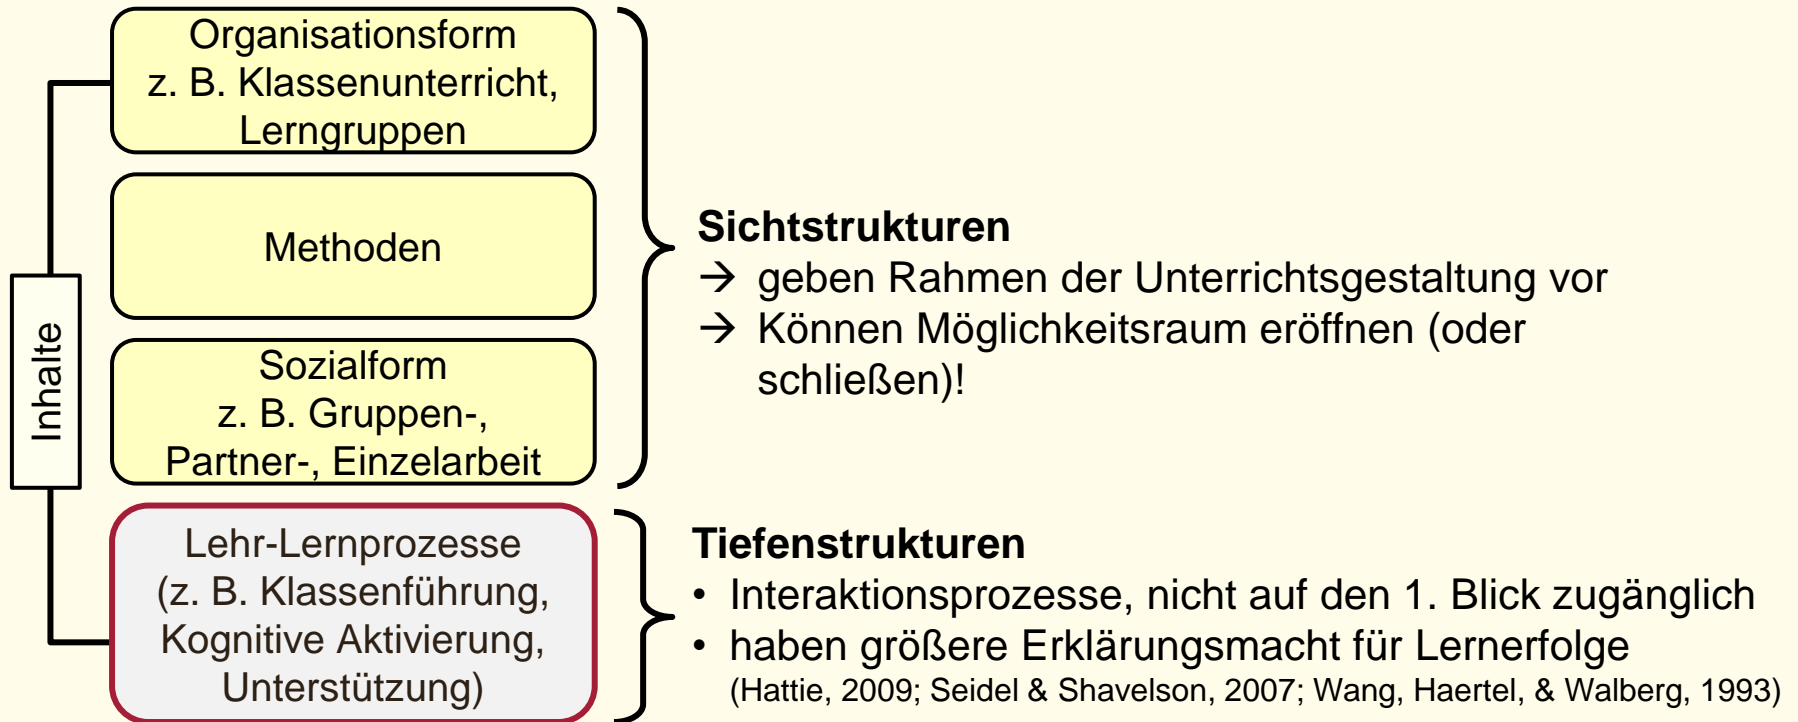 Organisationsform
z. B. Klassenunterricht,
Lerngruppen
Methoden
Sozialform
z. B. Gruppen-,
Partner-, Einzelarbeit
Inhalte
Lehr-Lernprozesse
(z. B. Klassenführung,
Kognitive Aktivierung,
Unterstützung)
Sichtstrukturen
→ geben Rahmen der Unterrichtsgestaltung vor
→ Können Möglichkeitsraum eröffnen (oder
schließen)!
Tiefenstrukturen
• Interaktionsprozesse, nicht auf den 1. Blick zugänglich
• haben größere Erklärungsmacht für Lernerfolge
(Hattie, 2009; Seidel & Shavelson, 2007; Wang, Haertel, & Walberg, 1993)